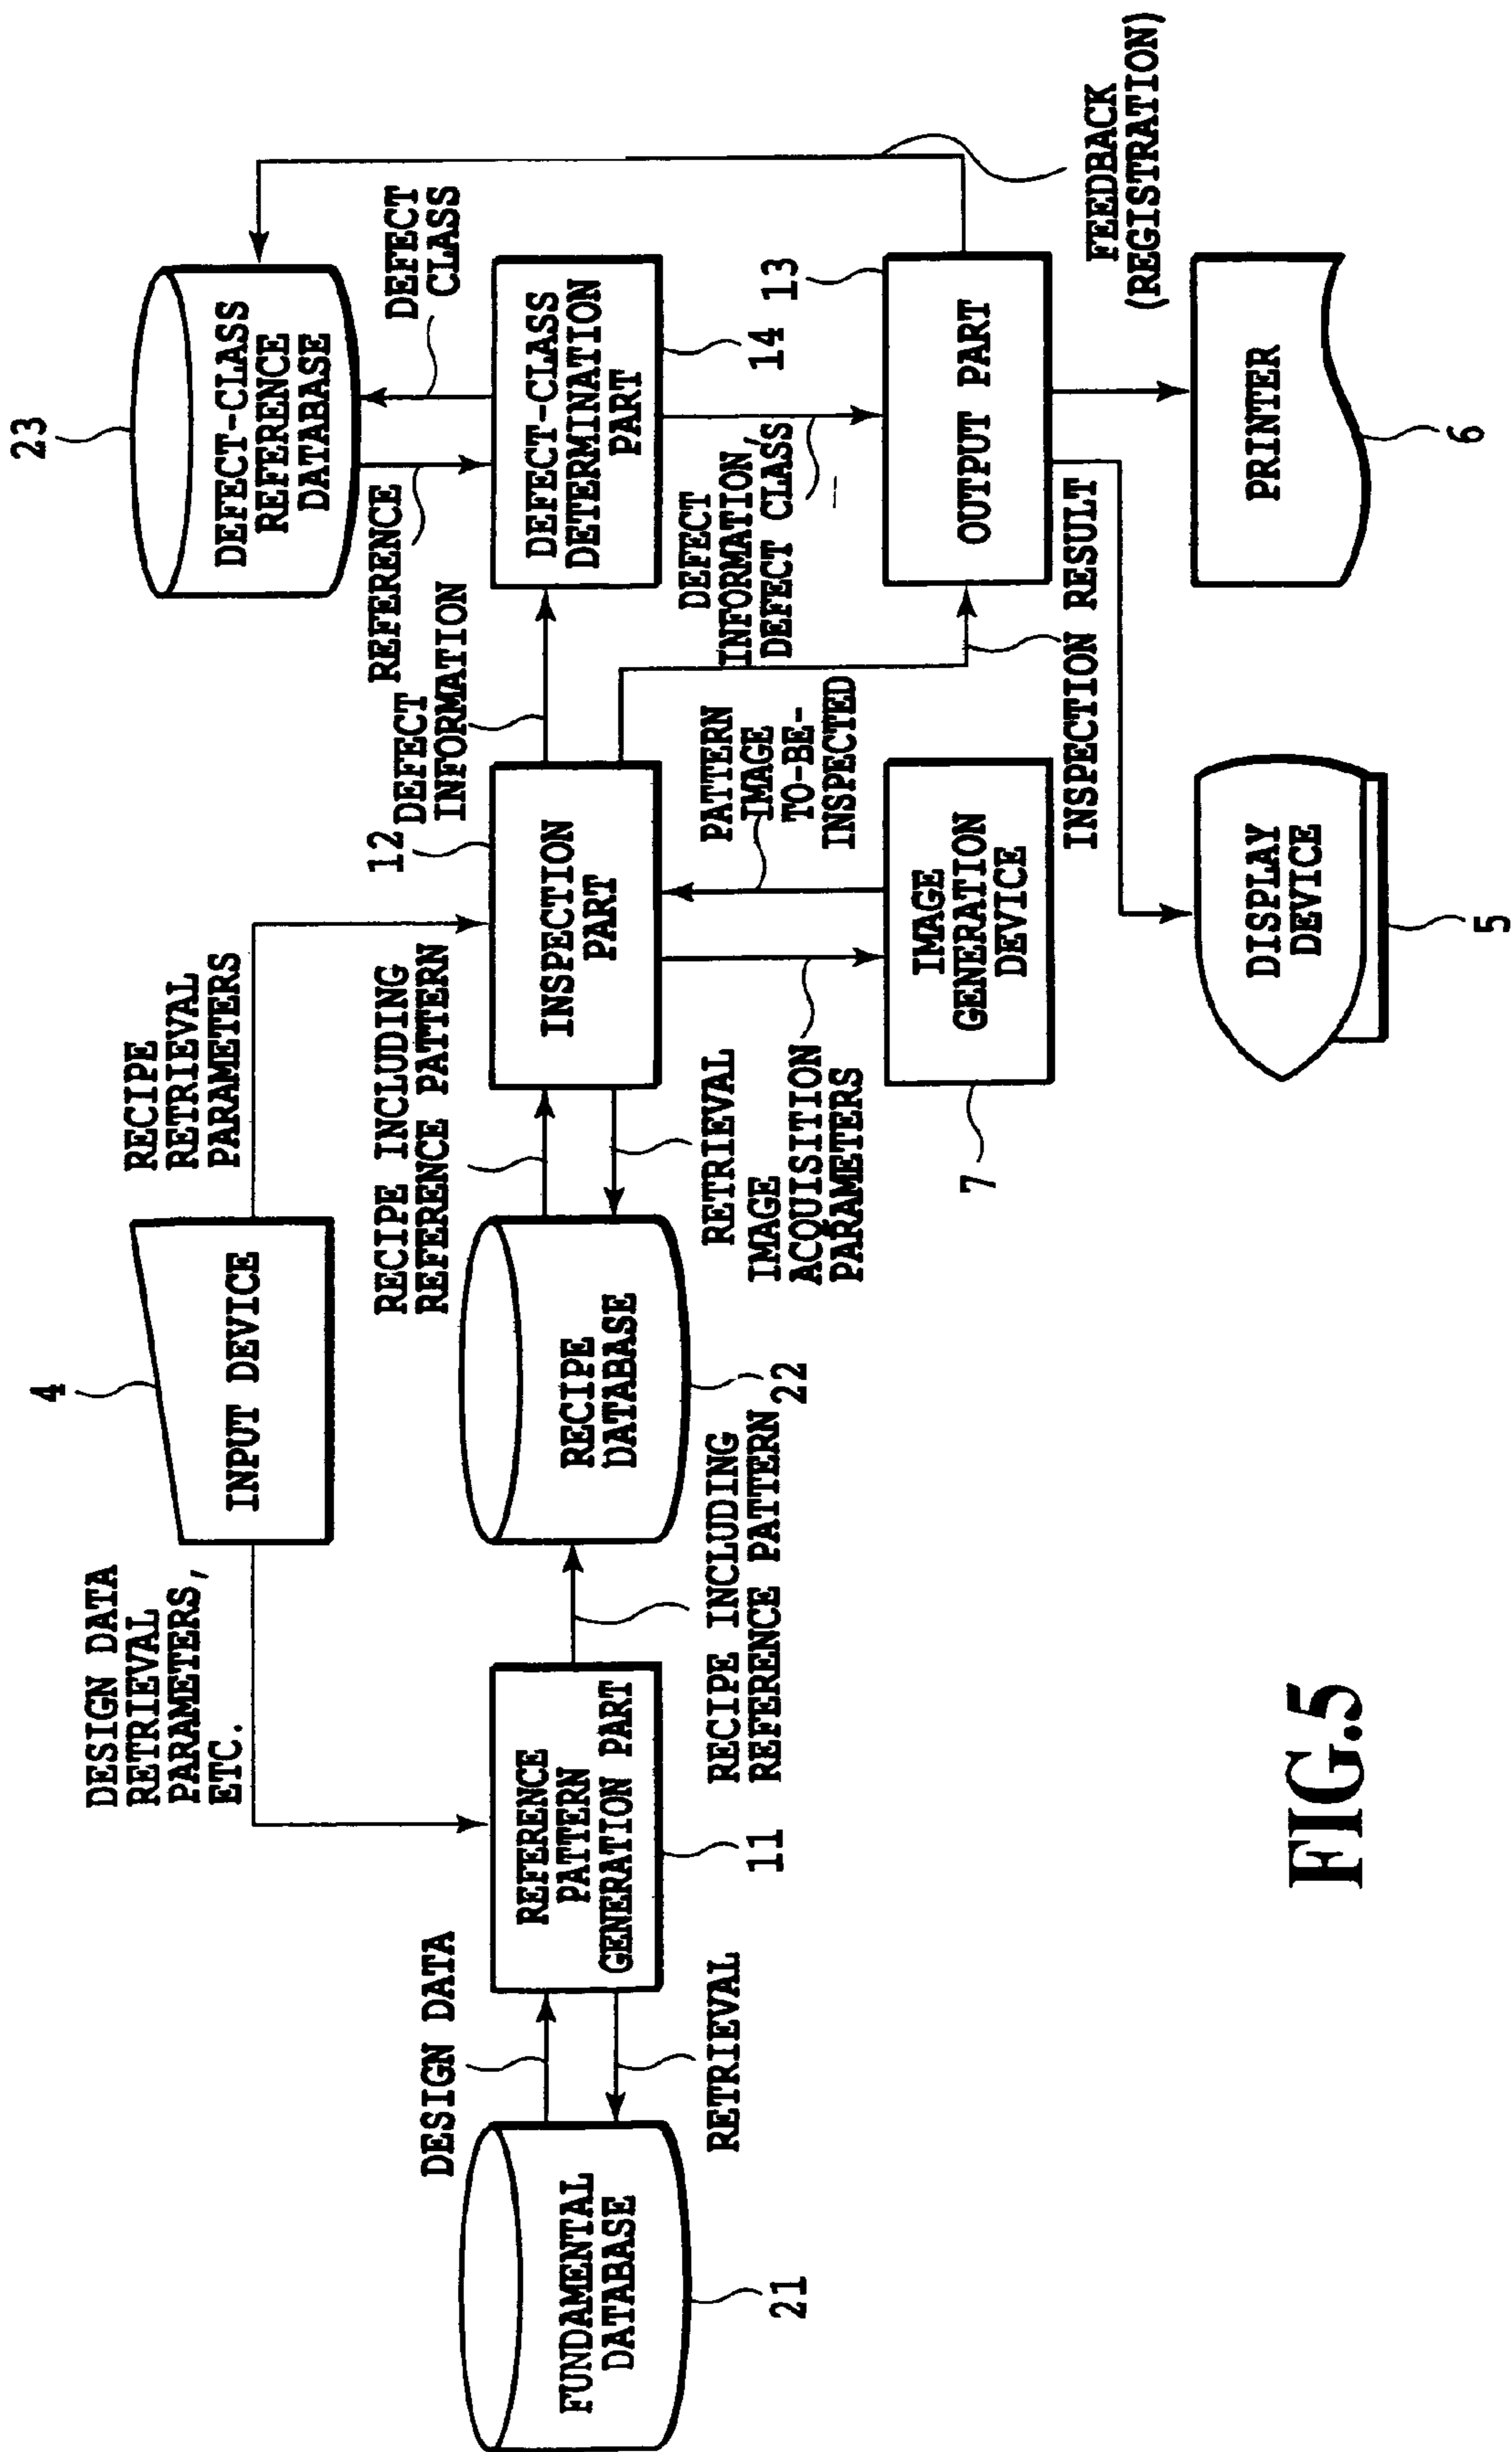 DESIGN DATA
RETRIEVAL
PARAMETERS,
ETC.
4
INPUT DEVICE
RECIPE
RETRIEVAL
PARAMETERS
23
DEFECT-CLASS
REFERENCE
DATABASE
DESIGN DATA
FUNDAMENTAL
DATABASE
21
RETRIEVAL
REFERENCE
PATTERN
GENERATION PART
11
RECIPE INCLUDING
REFERENCE PATTERN
RECIPE
DATABASE
22
RECIPE INCLUDING
REFERENCE PATTERN
RETRIEVAL
12
INSPECTION
PART
DEFECT
INFORMATION
REFERENCE
DEFECT
CLASS
DEFECT-CLASS
DETERMINATION
PART
14
IMAGE
ACQUISITION
PARAMETERS
PATTERN
IMAGE
TO-BE-
INSPECTED
DEFECT
INFORMATION,
DEFECT CLASS
13
IMAGE
GENERATION
DEVICE
7
OUTPUT PART
INSPECTION RESULT
FEEDBACK
(REGISTRATION)
DISPLAY
DEVICE
5
PRINTER
6
FIG.5